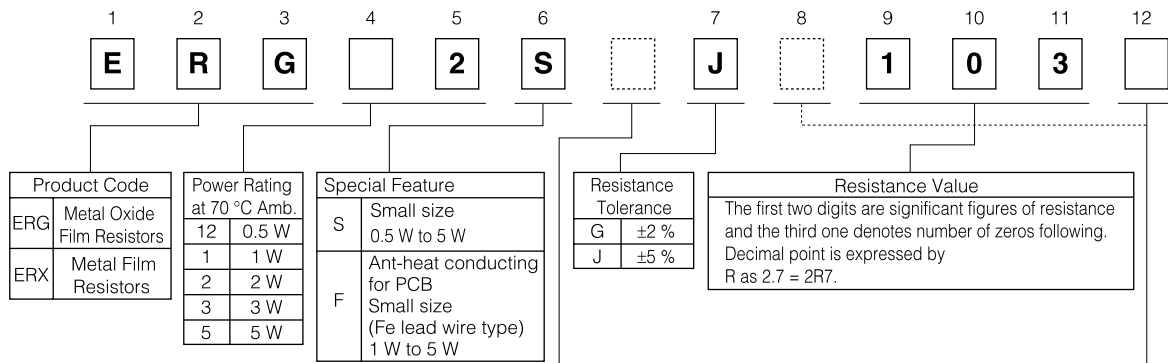 1 2 3 4 5 6 7 8 9 10 11 12
E R G 2 S J 1 0 3
Product Code
ERG Metal Oxide
Film Resistors
ERX Metal Film
Resistors
Power Rating
at 70 °C Amb.
12 0.5 W
1 1 W
2 2 W
3 3 W
5 5 W
Special Feature
S Small size
0.5 W to 5 W
F Ant-heat conducting
for PCB
Small size
(Fe lead wire type)
1 W to 5 W
Resistance
Tolerance
G ±2 %
J ±5 %
Resistance Value
The first two digits are significant figures of resistance
and the third one denotes number of zeros following.
Decimal point is expressed by
R as 2.7 = 2R7.